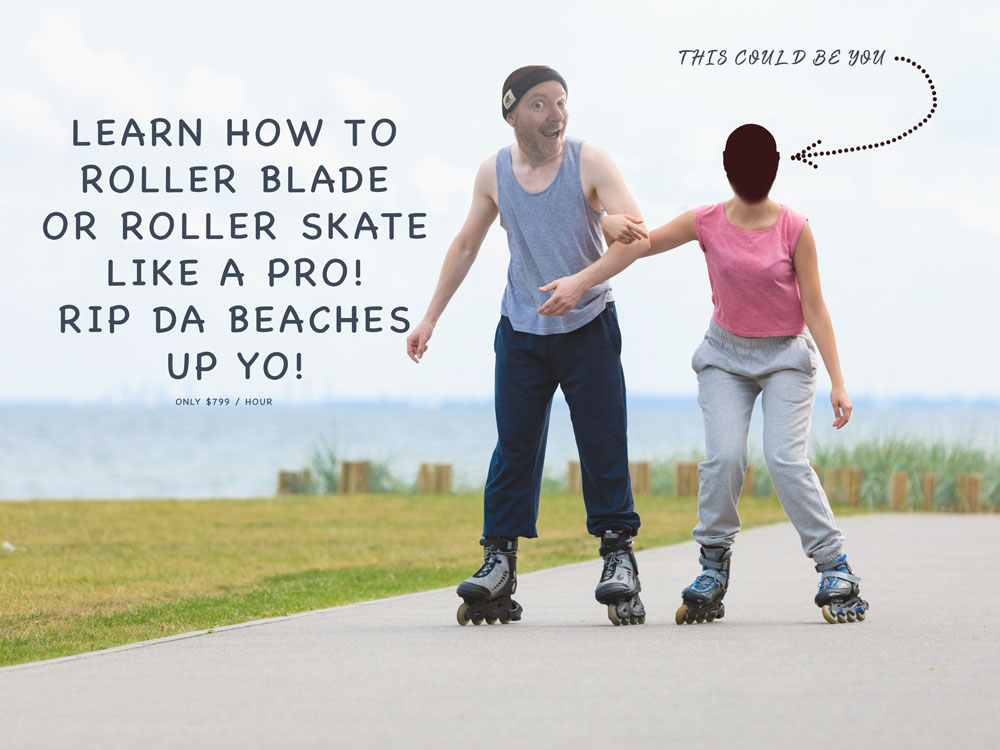 THIS COULD BE YOU
LEARN HOW TO
ROLLER BLADE
OR ROLLER SKATE
LIKE A PRO!
RIP DA BEACHES
UP YO!
ONLY $799 / HOUR